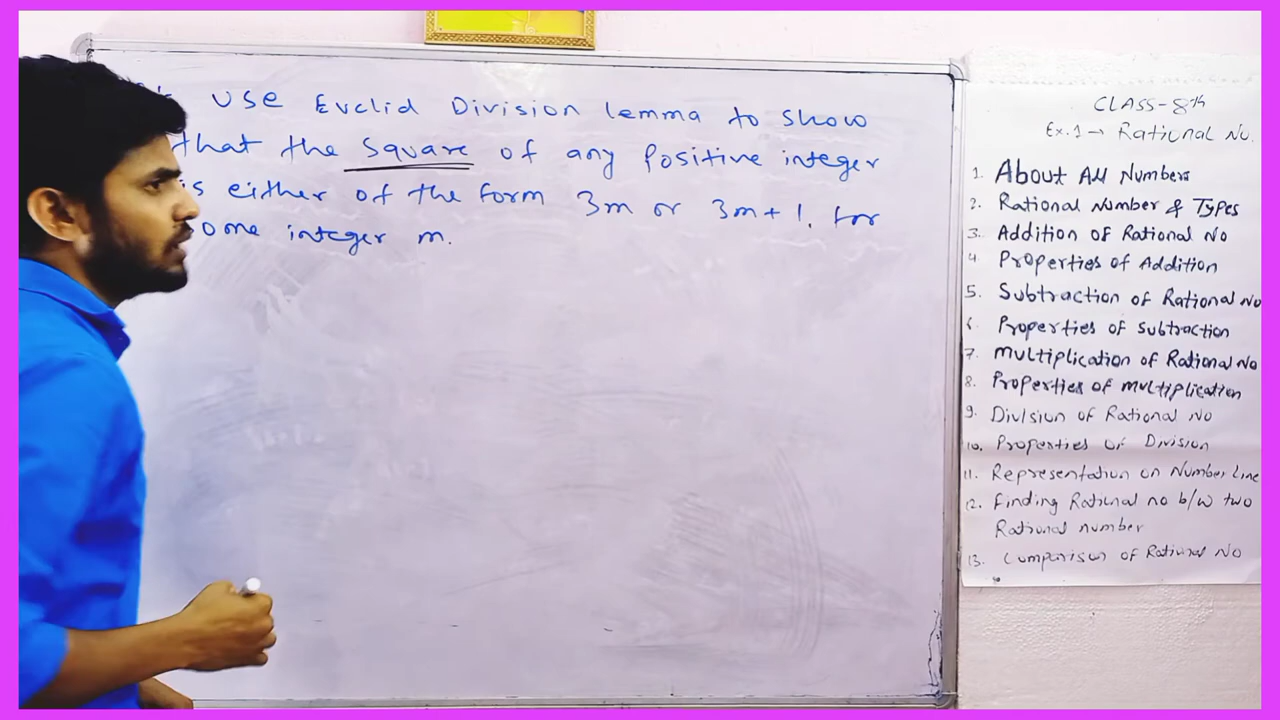 Use Euclid Division lemma to show
that the square of any Positive integer
is either of the form 3m or 3m+1. For
some integer m.
CLASS-8th
Ex.1→ Rational No.
1. About All Numbers
2. Rational Number & Types
3. Addition of Rational No
4. Properties of Addition
5. Subtraction of Rational No
6. Properties of Subtraction
7. Multiplication of Rational No
8. Properties of multiplication
9. Division of Rational No
10. Properties of Division
11. Representation on Number Line
12. Finding Rational no b/w two
Rational number
13. Comparison of Rational No